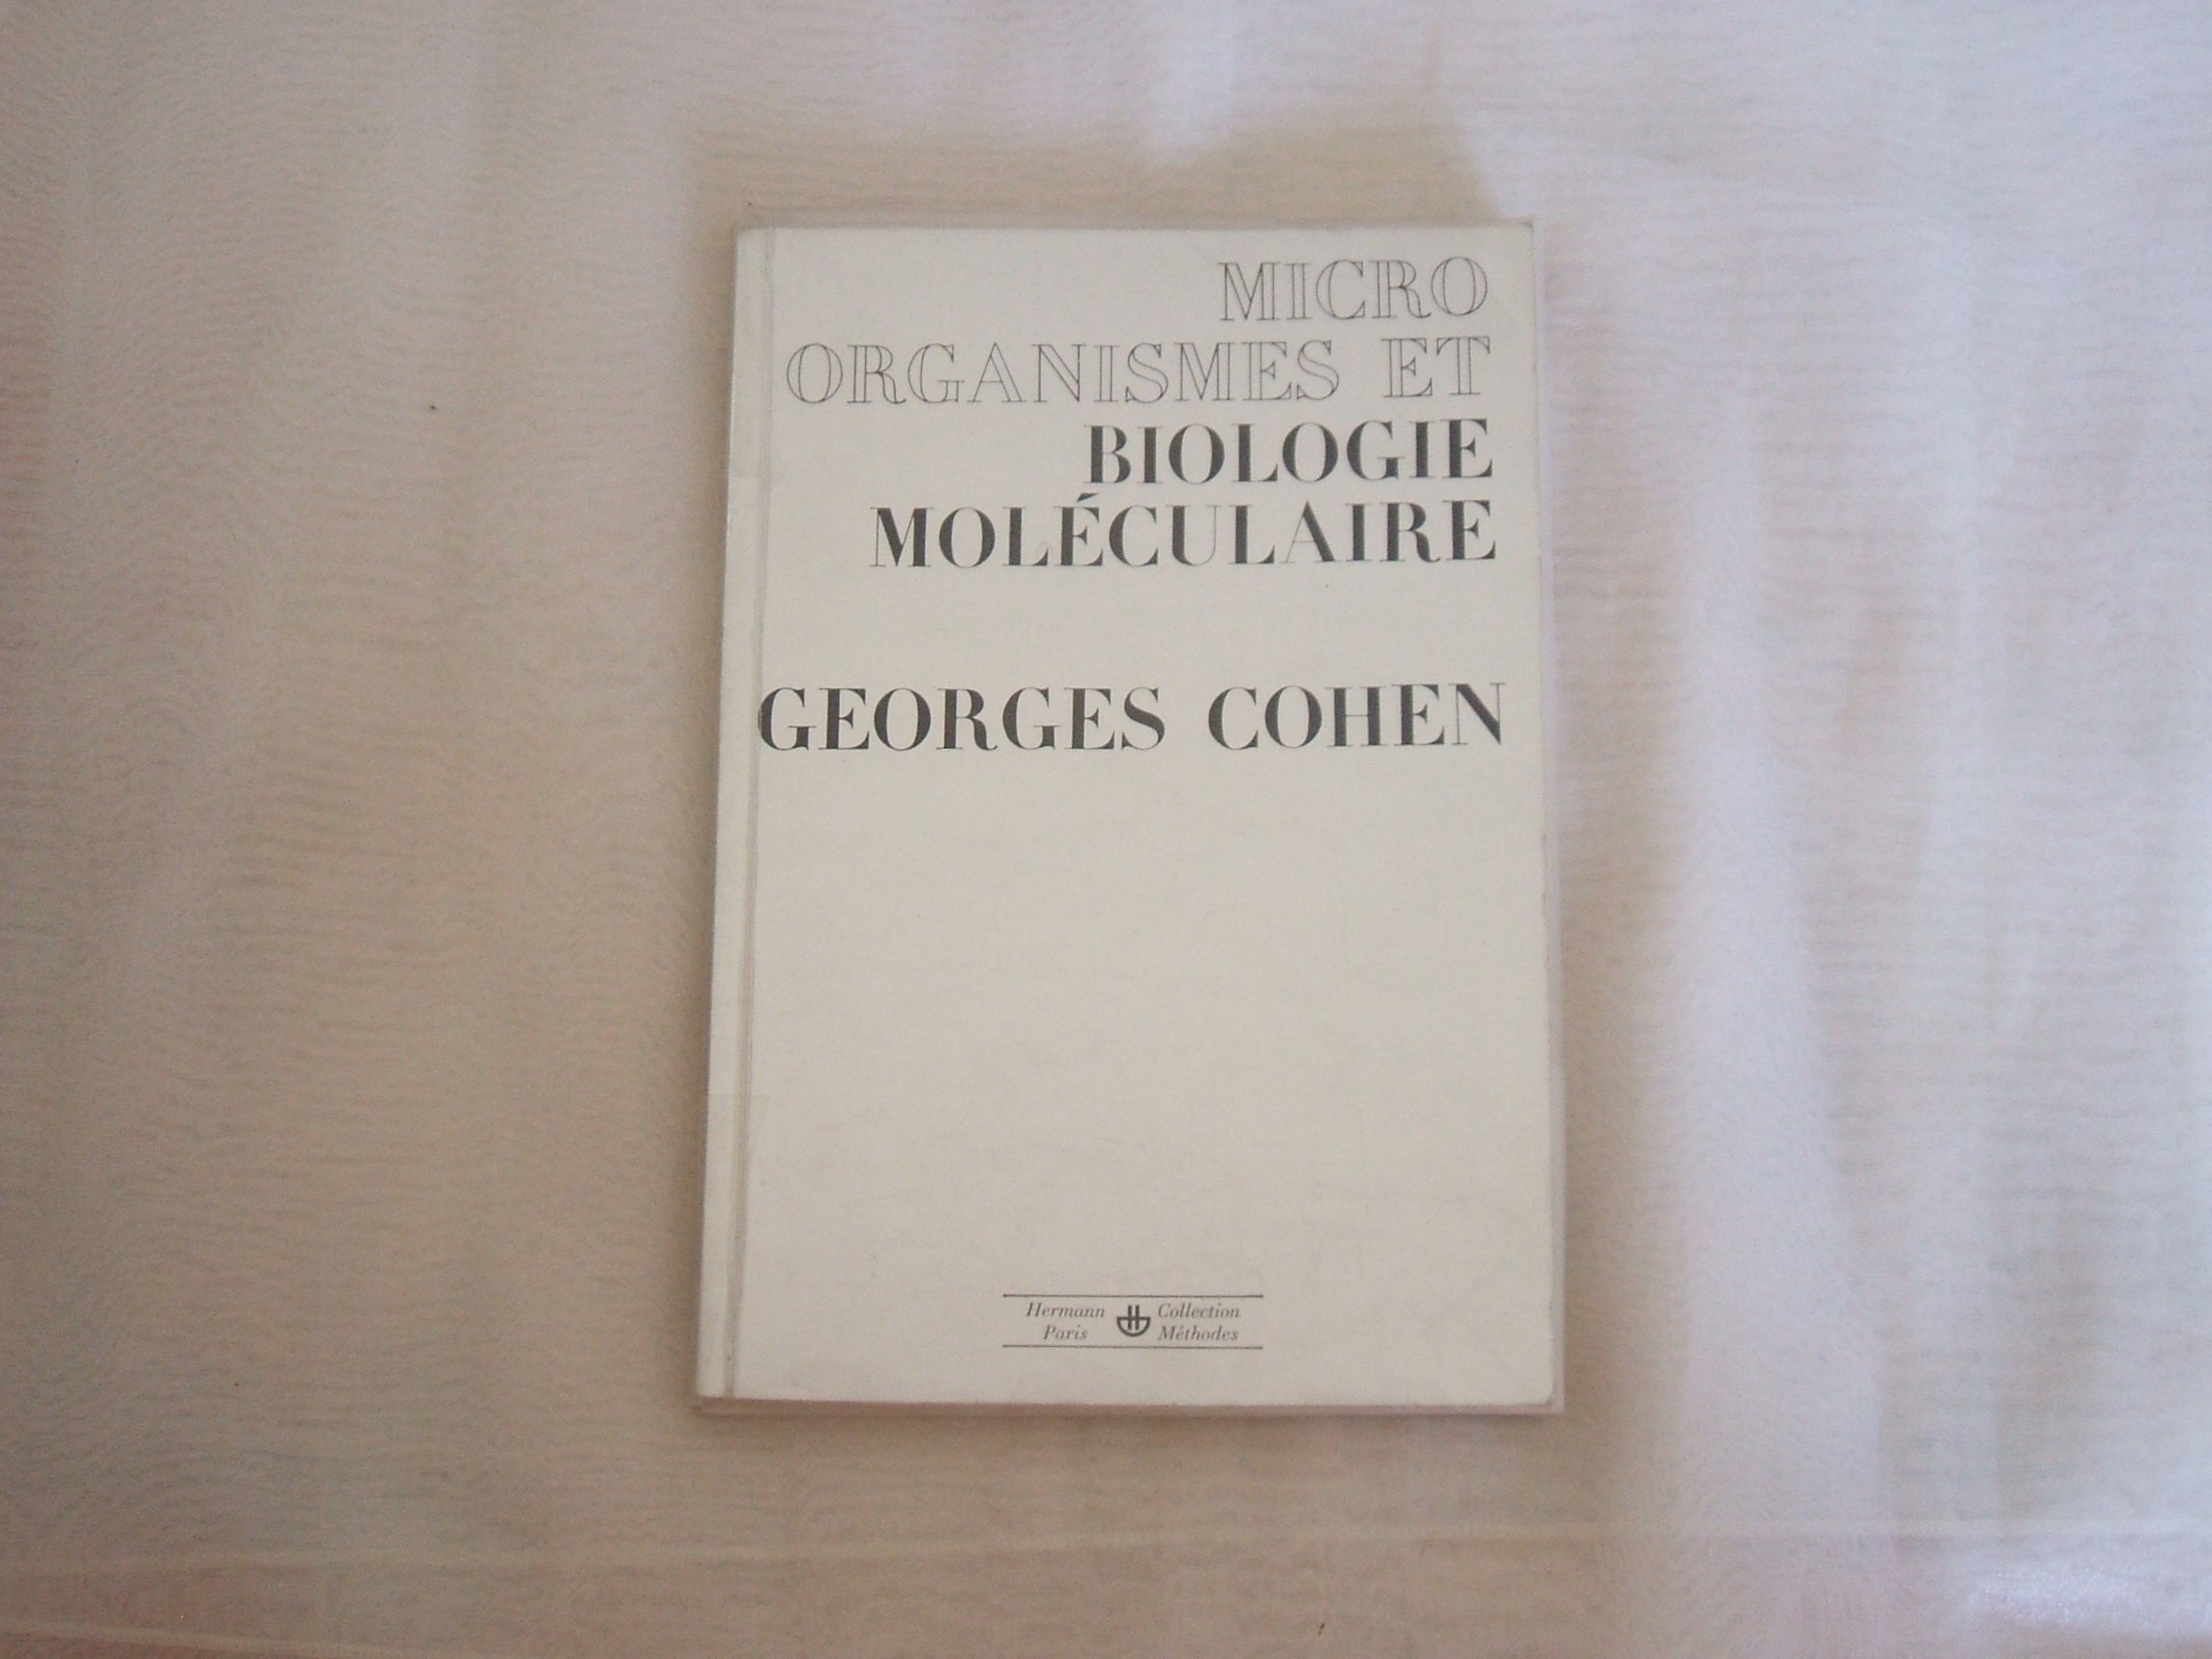 MICRO
ORGANISMES ET
BIOLOGIE
MOLÉCULAIRE
GEORGES COHEN
Hermann
Paris
Collection
Méthodes